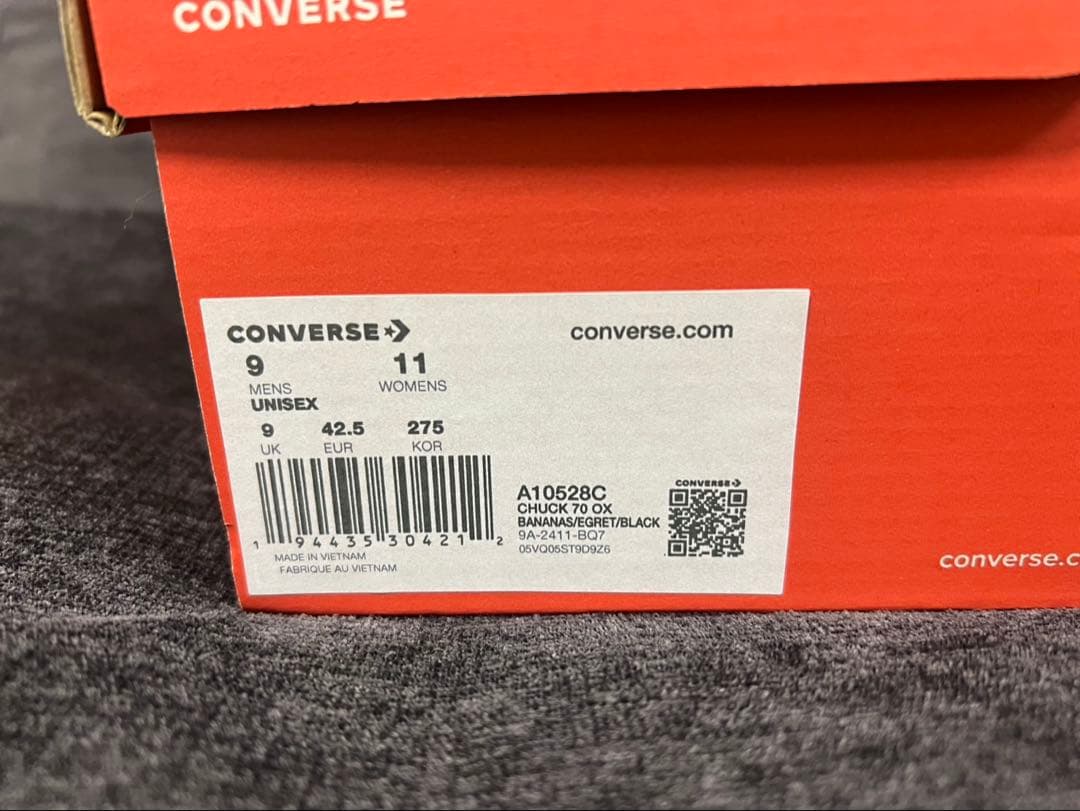 CONVERSE
CONVERSE
converse.com
9 11
MENS WOMENS
UNISEX
9 42.5 275
UK EUR KOR
1 94435 30421 2
MADE IN VIETNAM
FABRIQUE AU VIETNAM
A10528C
CHUCK 70 OX
BANANAS/EGRET/BLACK
9A-2411-BQ7
05VQ05ST9D9Z6
CONVERSE
converse.c